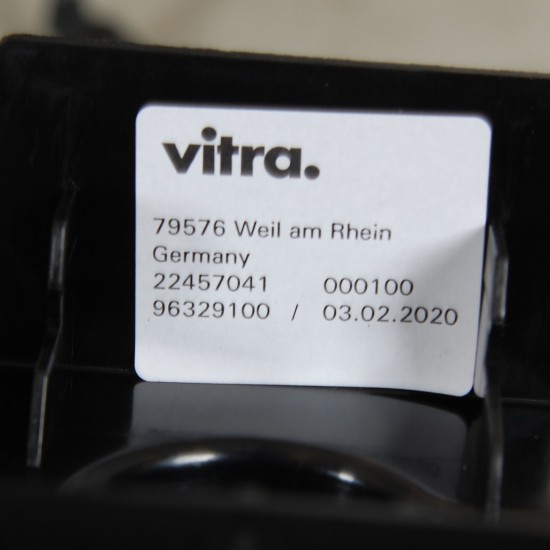 vitra.
79576 Weil am Rhein
Germany
22457041 000100
96329100 / 03.02.2020